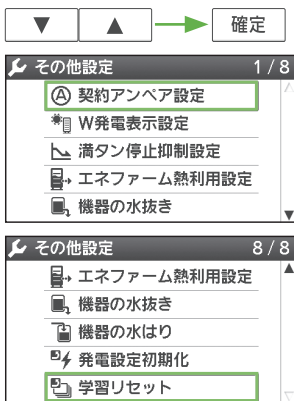 ▼ ▲ 確定
その他設定 1/8
Ⓐ 契約アンペア設定
W発電表示設定
満タン停止抑制設定
エネファーム熱利用設定
機器の水抜き
▼
その他設定 8/8
▲
エネファーム熱利用設定
機器の水抜き
機器の水はり
発電設定初期化
学習リセット